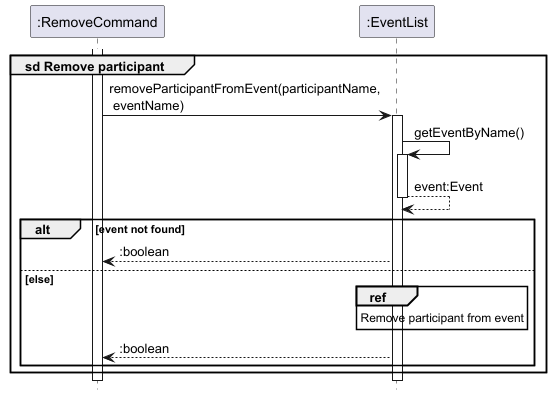 :RemoveCommand
:EventList
sd Remove participant
removeParticipantFromEvent(participantName,
eventName)
getEventByName()
event:Event
alt
[event not found]
:boolean
[else]
ref
Remove participant from event
:boolean